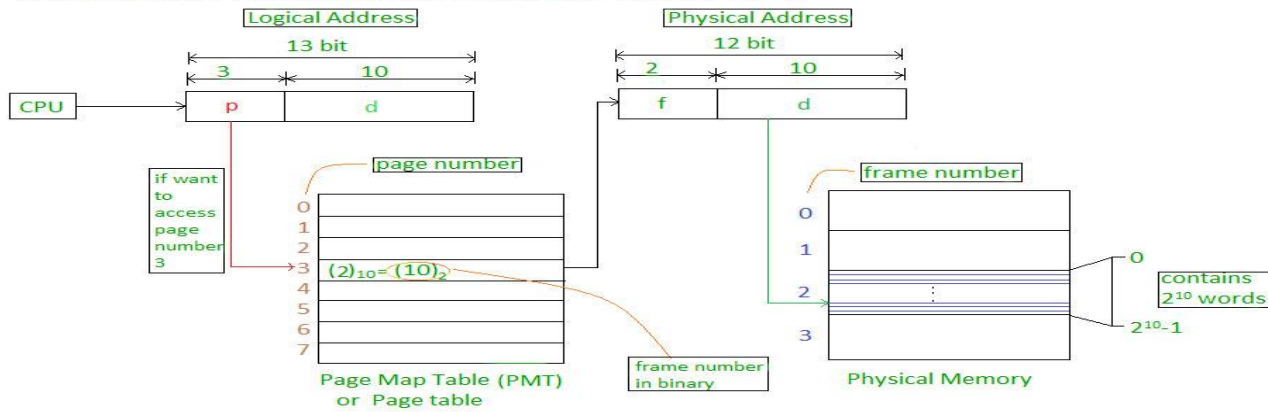 Logical Address
Physical Address
13 bit
12 bit
3
10
2
10
CPU
p
d
f
d
if want
to
access
page
number
3
page number
0
1
2
3
4
5
6
7
(2)₁₀=(10)₂
Page Map Table (PMT)
or Page table
frame number
in binary
frame number
0
1
2
3
⋮
0
2¹⁰-1
contains
2¹⁰ words
Physical Memory